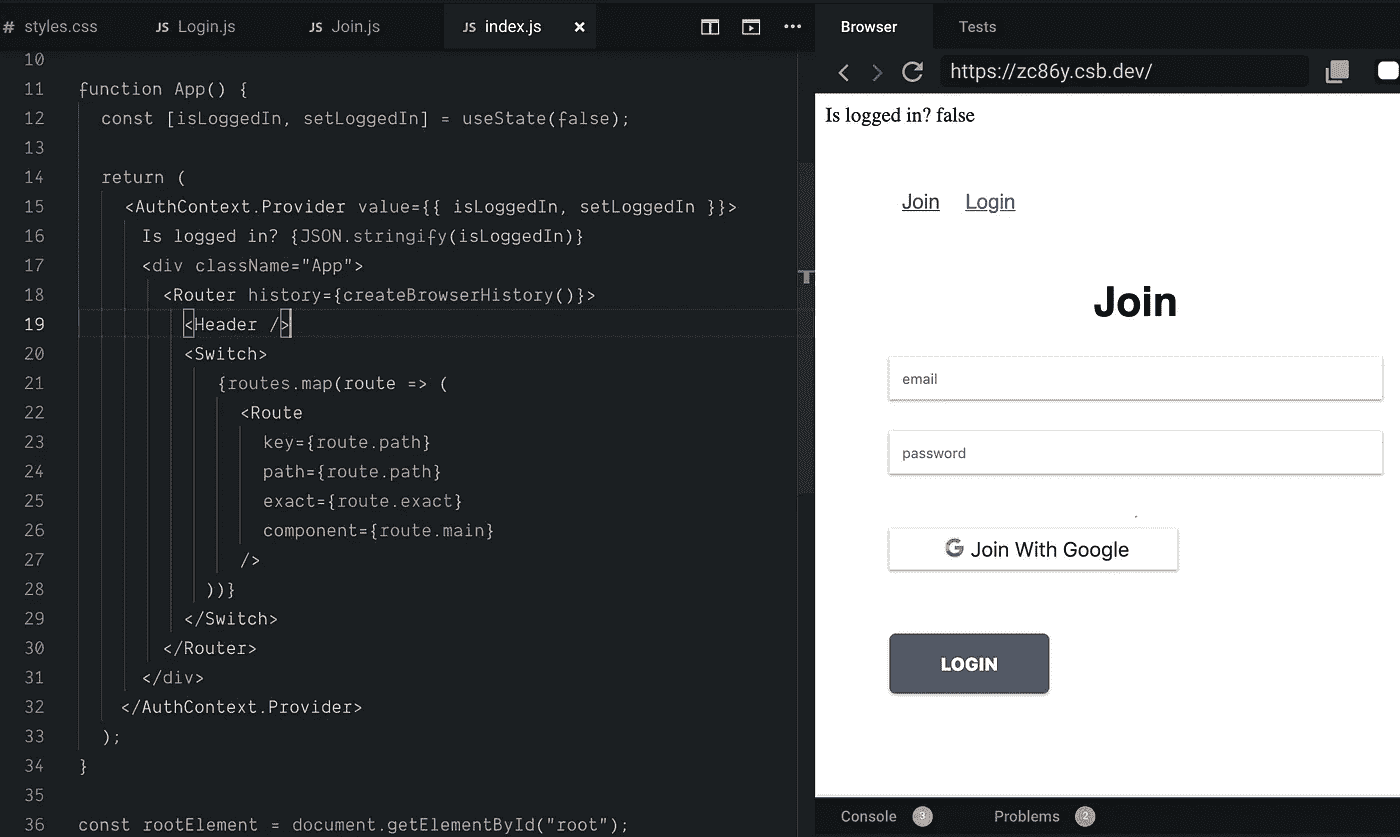 # styles.css JS Login.js JS Join.js JS index.js × •••
10
11 function App() {
12 const [isLoggedIn, setLoggedIn] = useState(false);
13
14 return (
15 <AuthContext.Provider value={{ isLoggedIn, setLoggedIn }}>
16 Is logged in? {JSON.stringify(isLoggedIn)}
17 <div className="App">
18 <Router history={createBrowserHistory()}>
19 <Header />
20 <Switch>
21 {routes.map(route => (
22 <Route
23 key={route.path}
24 path={route.path}
25 exact={route.exact}
26 component={route.main}
27 />
28 ))}
29 </Switch>
30 </Router>
31 </div>
32 </AuthContext.Provider>
33 );
34 }
35
36 const rootElement = document.getElementById("root");
Browser Tests
https://zc86y.csb.dev/
Is logged in? false
Join Login
Join
email
password
G Join With Google
LOGIN
Console 3 Problems 2